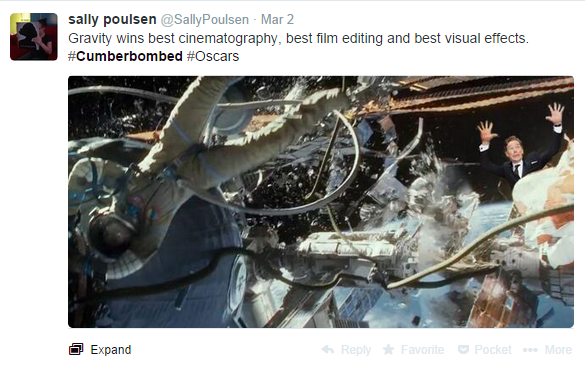 sally poulsen @SallyPoulsen · Mar 2
Gravity wins best cinematography, best film editing and best visual effects.
#Cumberbombed #Oscars
Expand Reply Favorite Pocket More